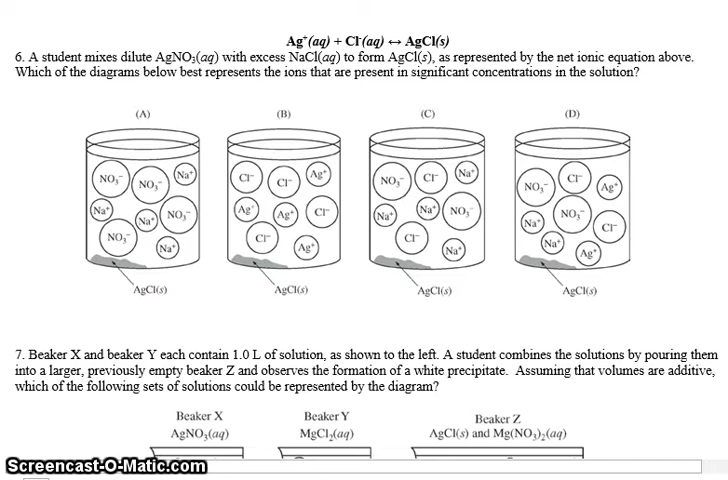 Ag⁺(aq) + Cl⁻(aq) ↔ AgCl(s)
6. A student mixes dilute AgNO₃(aq) with excess NaCl(aq) to form AgCl(s), as represented by the net ionic equation above.
Which of the diagrams below best represents the ions that are present in significant concentrations in the solution?
(A)
NO₃⁻
NO₃⁻
Na⁺
Na⁺
Na⁺
NO₃⁻
NO₃⁻
Na⁺
AgCl(s)
(B)
Cl⁻
Cl⁻
Ag⁺
Ag⁺
Ag⁺
Cl⁻
Cl⁻
Ag⁺
AgCl(s)
(C)
NO₃⁻
Cl⁻
Na⁺
Na⁺
Na⁺
NO₃⁻
Cl⁻
Na⁺
AgCl(s)
(D)
NO₃⁻
Cl⁻
Ag⁺
Na⁺
NO₃⁻
Cl⁻
Na⁺
Ag⁺
AgCl(s)
7. Beaker X and beaker Y each contain 1.0 L of solution, as shown to the left. A student combines the solutions by pouring them
into a larger, previously empty beaker Z and observes the formation of a white precipitate. Assuming that volumes are additive,
which of the following sets of solutions could be represented by the diagram?
Beaker X
AgNO₃(aq)
Beaker Y
MgCl₂(aq)
Beaker Z
AgCl(s) and Mg(NO₃)₂(aq)
Screencast-O-Matic.com